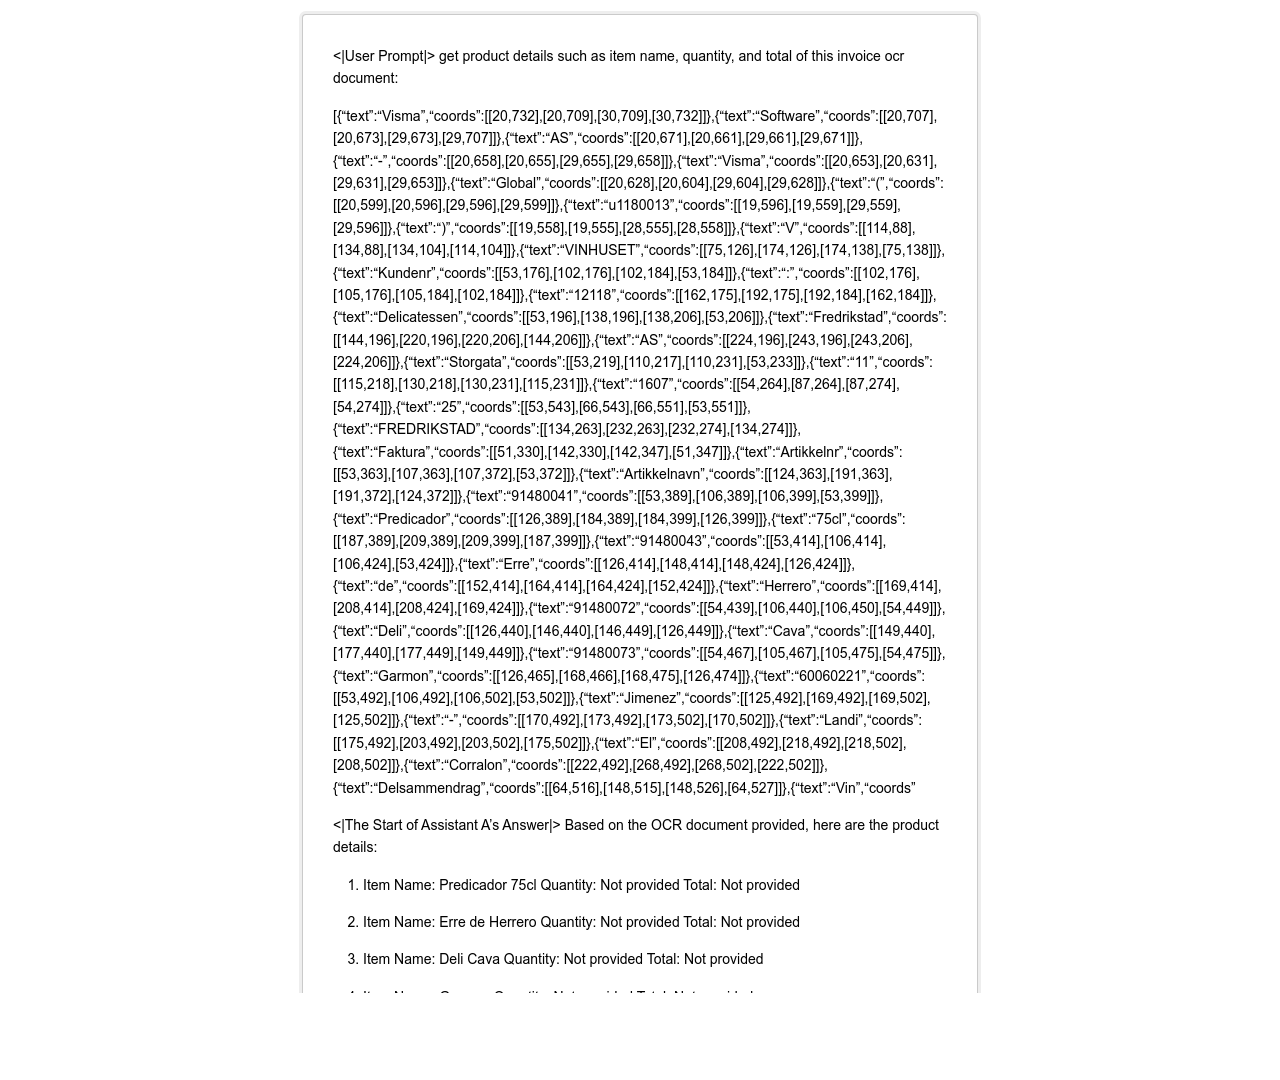 <|User Prompt|> get product details such as item name, quantity, and total of this invoice ocr
document:
[{“text”:“Visma”,“coords”:[[20,732],[20,709],[30,709],[30,732]]},{“text”:“Software”,“coords”:[[20,707],
[20,673],[29,673],[29,707]]},{“text”:“AS”,“coords”:[[20,671],[20,661],[29,661],[29,671]]},
{“text”:“-”,“coords”:[[20,658],[20,655],[29,655],[29,658]]},{“text”:“Visma”,“coords”:[[20,653],[20,631],
[29,631],[29,653]]},{“text”:“Global”,“coords”:[[20,628],[20,604],[29,604],[29,628]]},{“text”:“(”,“coords”:
[[20,599],[20,596],[29,596],[29,599]]},{“text”:“u1180013”,“coords”:[[19,596],[19,559],[29,559],
[29,596]]},{“text”:“)”,“coords”:[[19,558],[19,555],[28,555],[28,558]]},{“text”:“V”,“coords”:[[114,88],
[134,88],[134,104],[114,104]]},{“text”:“VINHUSET”,“coords”:[[75,126],[174,126],[174,138],[75,138]]},
{“text”:“Kundenr”,“coords”:[[53,176],[102,176],[102,184],[53,184]]},{“text”:“:”,“coords”:[[102,176],
[105,176],[105,184],[102,184]]},{“text”:“12118”,“coords”:[[162,175],[192,175],[192,184],[162,184]]},
{“text”:“Delicatessen”,“coords”:[[53,196],[138,196],[138,206],[53,206]]},{“text”:“Fredrikstad”,“coords”:
[[144,196],[220,196],[220,206],[144,206]]},{“text”:“AS”,“coords”:[[224,196],[243,196],[243,206],
[224,206]]},{“text”:“Storgata”,“coords”:[[53,219],[110,217],[110,231],[53,233]]},{“text”:“11”,“coords”:
[[115,218],[130,218],[130,231],[115,231]]},{“text”:“1607”,“coords”:[[54,264],[87,264],[87,274],
[54,274]]},{“text”:“25”,“coords”:[[53,543],[66,543],[66,551],[53,551]]},
{“text”:“FREDRIKSTAD”,“coords”:[[134,263],[232,263],[232,274],[134,274]]},
{“text”:“Faktura”,“coords”:[[51,330],[142,330],[142,347],[51,347]]},{“text”:“Artikkelnr”,“coords”:
[[53,363],[107,363],[107,372],[53,372]]},{“text”:“Artikkelnavn”,“coords”:[[124,363],[191,363],
[191,372],[124,372]]},{“text”:“91480041”,“coords”:[[53,389],[106,389],[106,399],[53,399]]},
{“text”:“Predicador”,“coords”:[[126,389],[184,389],[184,399],[126,399]]},{“text”:“75cl”,“coords”:
[[187,389],[209,389],[209,399],[187,399]]},{“text”:“91480043”,“coords”:[[53,414],[106,414],
[106,424],[53,424]]},{“text”:“Erre”,“coords”:[[126,414],[148,414],[148,424],[126,424]]},
{“text”:“de”,“coords”:[[152,414],[164,414],[164,424],[152,424]]},{“text”:“Herrero”,“coords”:[[169,414],
[208,414],[208,424],[169,424]]},{“text”:“91480072”,“coords”:[[54,439],[106,440],[106,450],[54,449]]},
{“text”:“Deli”,“coords”:[[126,440],[146,440],[146,449],[126,449]]},{“text”:“Cava”,“coords”:[[149,440],
[177,440],[177,449],[149,449]]},{“text”:“91480073”,“coords”:[[54,467],[105,467],[105,475],[54,475]]},
{“text”:“Garmon”,“coords”:[[126,465],[168,466],[168,475],[126,474]]},{“text”:“60060221”,“coords”:
[[53,492],[106,492],[106,502],[53,502]]},{“text”:“Jimenez”,“coords”:[[125,492],[169,492],[169,502],
[125,502]]},{“text”:“-”,“coords”:[[170,492],[173,492],[173,502],[170,502]]},{“text”:“Landi”,“coords”:
[[175,492],[203,492],[203,502],[175,502]]},{“text”:“El”,“coords”:[[208,492],[218,492],[218,502],
[208,502]]},{“text”:“Corralon”,“coords”:[[222,492],[268,492],[268,502],[222,502]]},
{“text”:“Delsammendrag”,“coords”:[[64,516],[148,515],[148,526],[64,527]]},{“text”:“Vin”,“coords”
<|The Start of Assistant A’s Answer|> Based on the OCR document provided, here are the product
details:
1. Item Name: Predicador 75cl Quantity: Not provided Total: Not provided
2. Item Name: Erre de Herrero Quantity: Not provided Total: Not provided
3. Item Name: Deli Cava Quantity: Not provided Total: Not provided